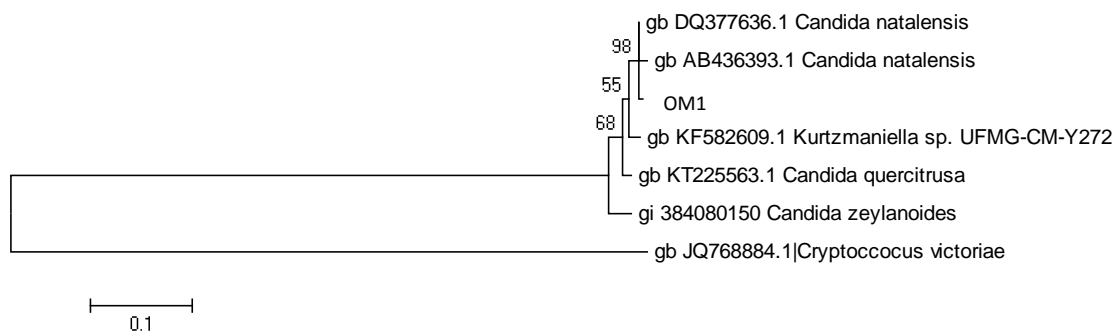 gb DQ377636.1 Candida natalensis
98
gb AB436393.1 Candida natalensis
55
OM1
68
gb KF582609.1 Kurtzmaniella sp. UFMG-CM-Y272
gb KT225563.1 Candida quercitrusa
gi 384080150 Candida zeylanoides
gb JQ768884.1|Cryptoccocus victoriae
0.1